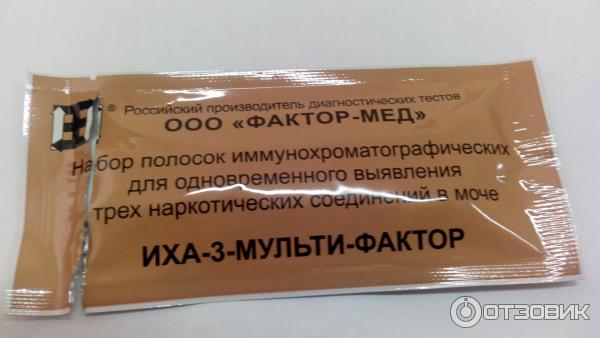 ® Российский производитель диагностических тестов
ООО «ФАКТОР-МЕД»
Набор полосок иммунохроматографических
для одновременного выявления
трех наркотических соединений в моче
ИХА-3-МУЛЬТИ-ФАКТОР
ОТЗОВИК